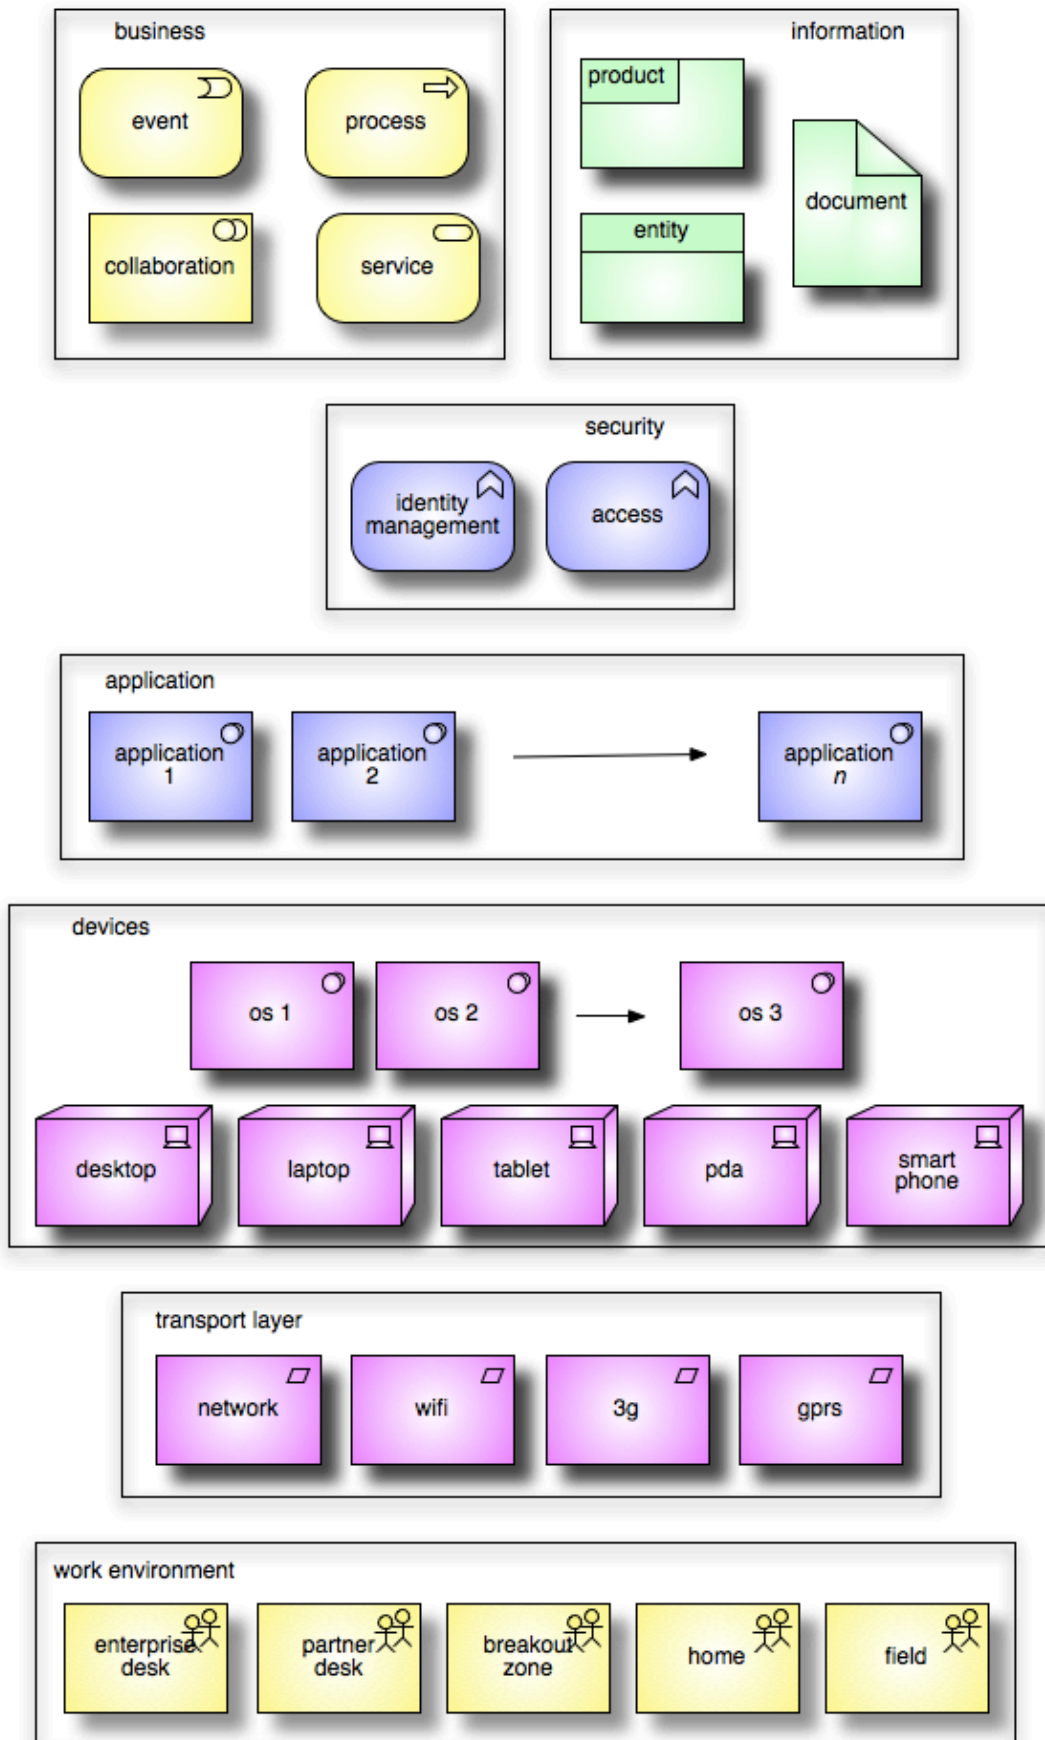 business
event
process
collaboration
service
information
product
entity
document
security
identity
management
access
application
application
1
application
2
application
n
devices
os 1
os 2
os 3
desktop
laptop
tablet
pda
smart
phone
transport layer
network
wifi
3g
gprs
work environment
enterprise
desk
partner
desk
breakout
zone
home
field